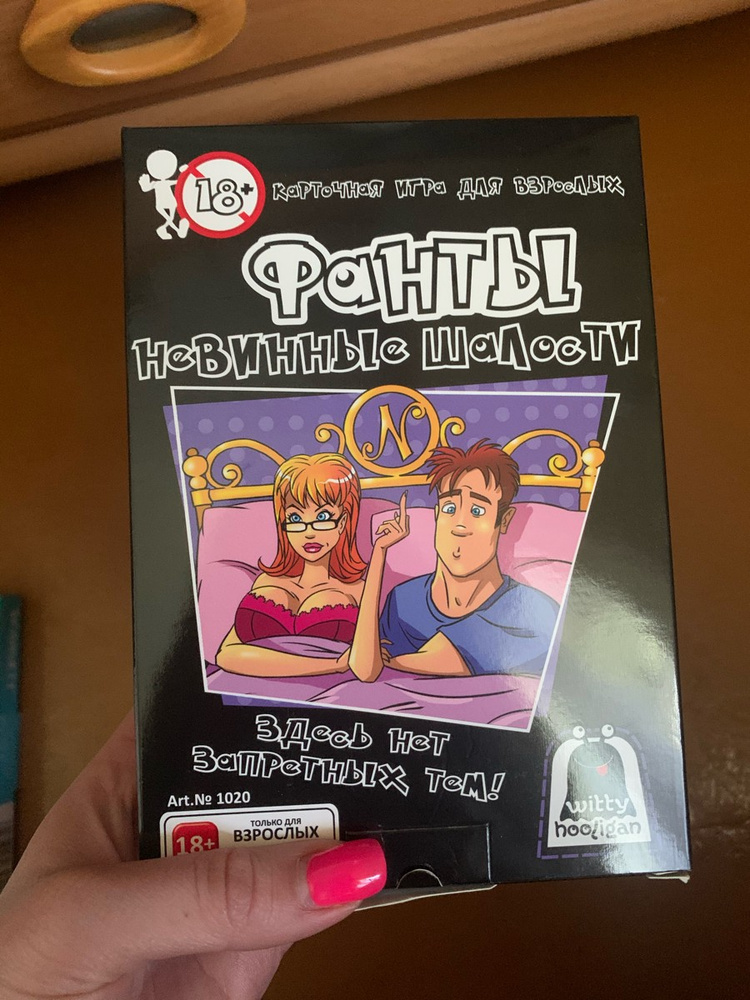 18+
карточная игра для взрослых
Фанты
невинные шалости
N
Здесь нет
запретных тем!
Art.№ 1020
witty
hooligan
18+
только для
ВЗРОСЛЫХ